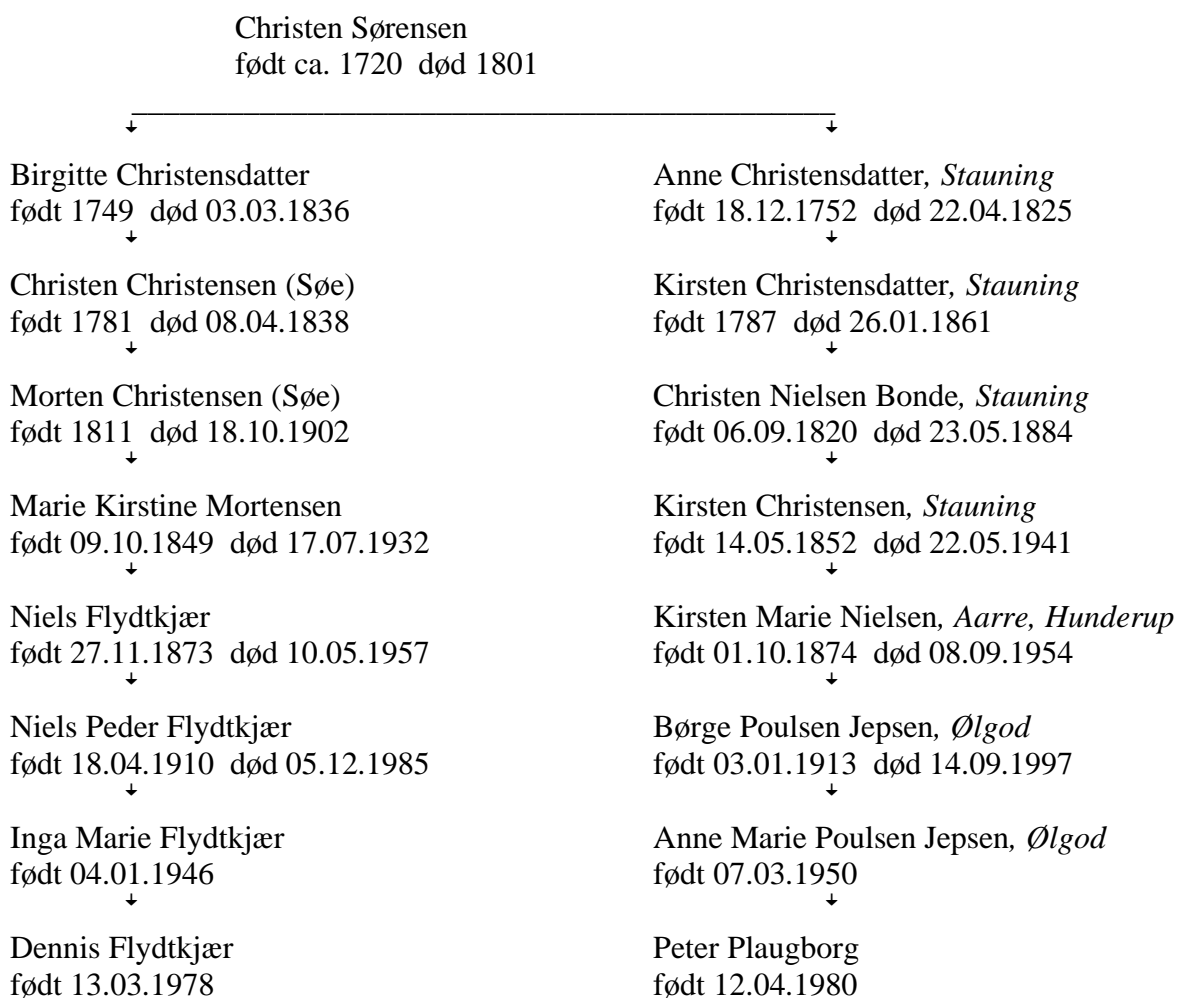 Christen Sørensen
født ca. 1720 død 1801
Birgitte Christensdatter
født 1749 død 03.03.1836
Anne Christensdatter, Stauning
født 18.12.1752 død 22.04.1825
Christen Christensen (Søe)
født 1781 død 08.04.1838
Kirsten Christensdatter, Stauning
født 1787 død 26.01.1861
Morten Christensen (Søe)
født 1811 død 18.10.1902
Christen Nielsen Bonde, Stauning
født 06.09.1820 død 23.05.1884
Marie Kirstine Mortensen
født 09.10.1849 død 17.07.1932
Kirsten Christensen, Stauning
født 14.05.1852 død 22.05.1941
Niels Flydtkjær
født 27.11.1873 død 10.05.1957
Kirsten Marie Nielsen, Aarre, Hunderup
født 01.10.1874 død 08.09.1954
Niels Peder Flydtkjær
født 18.04.1910 død 05.12.1985
Børge Poulsen Jepsen, Ølgod
født 03.01.1913 død 14.09.1997
Inga Marie Flydtkjær
født 04.01.1946
Anne Marie Poulsen Jepsen, Ølgod
født 07.03.1950
Dennis Flydtkjær
født 13.03.1978
Peter Plaugborg
født 12.04.1980